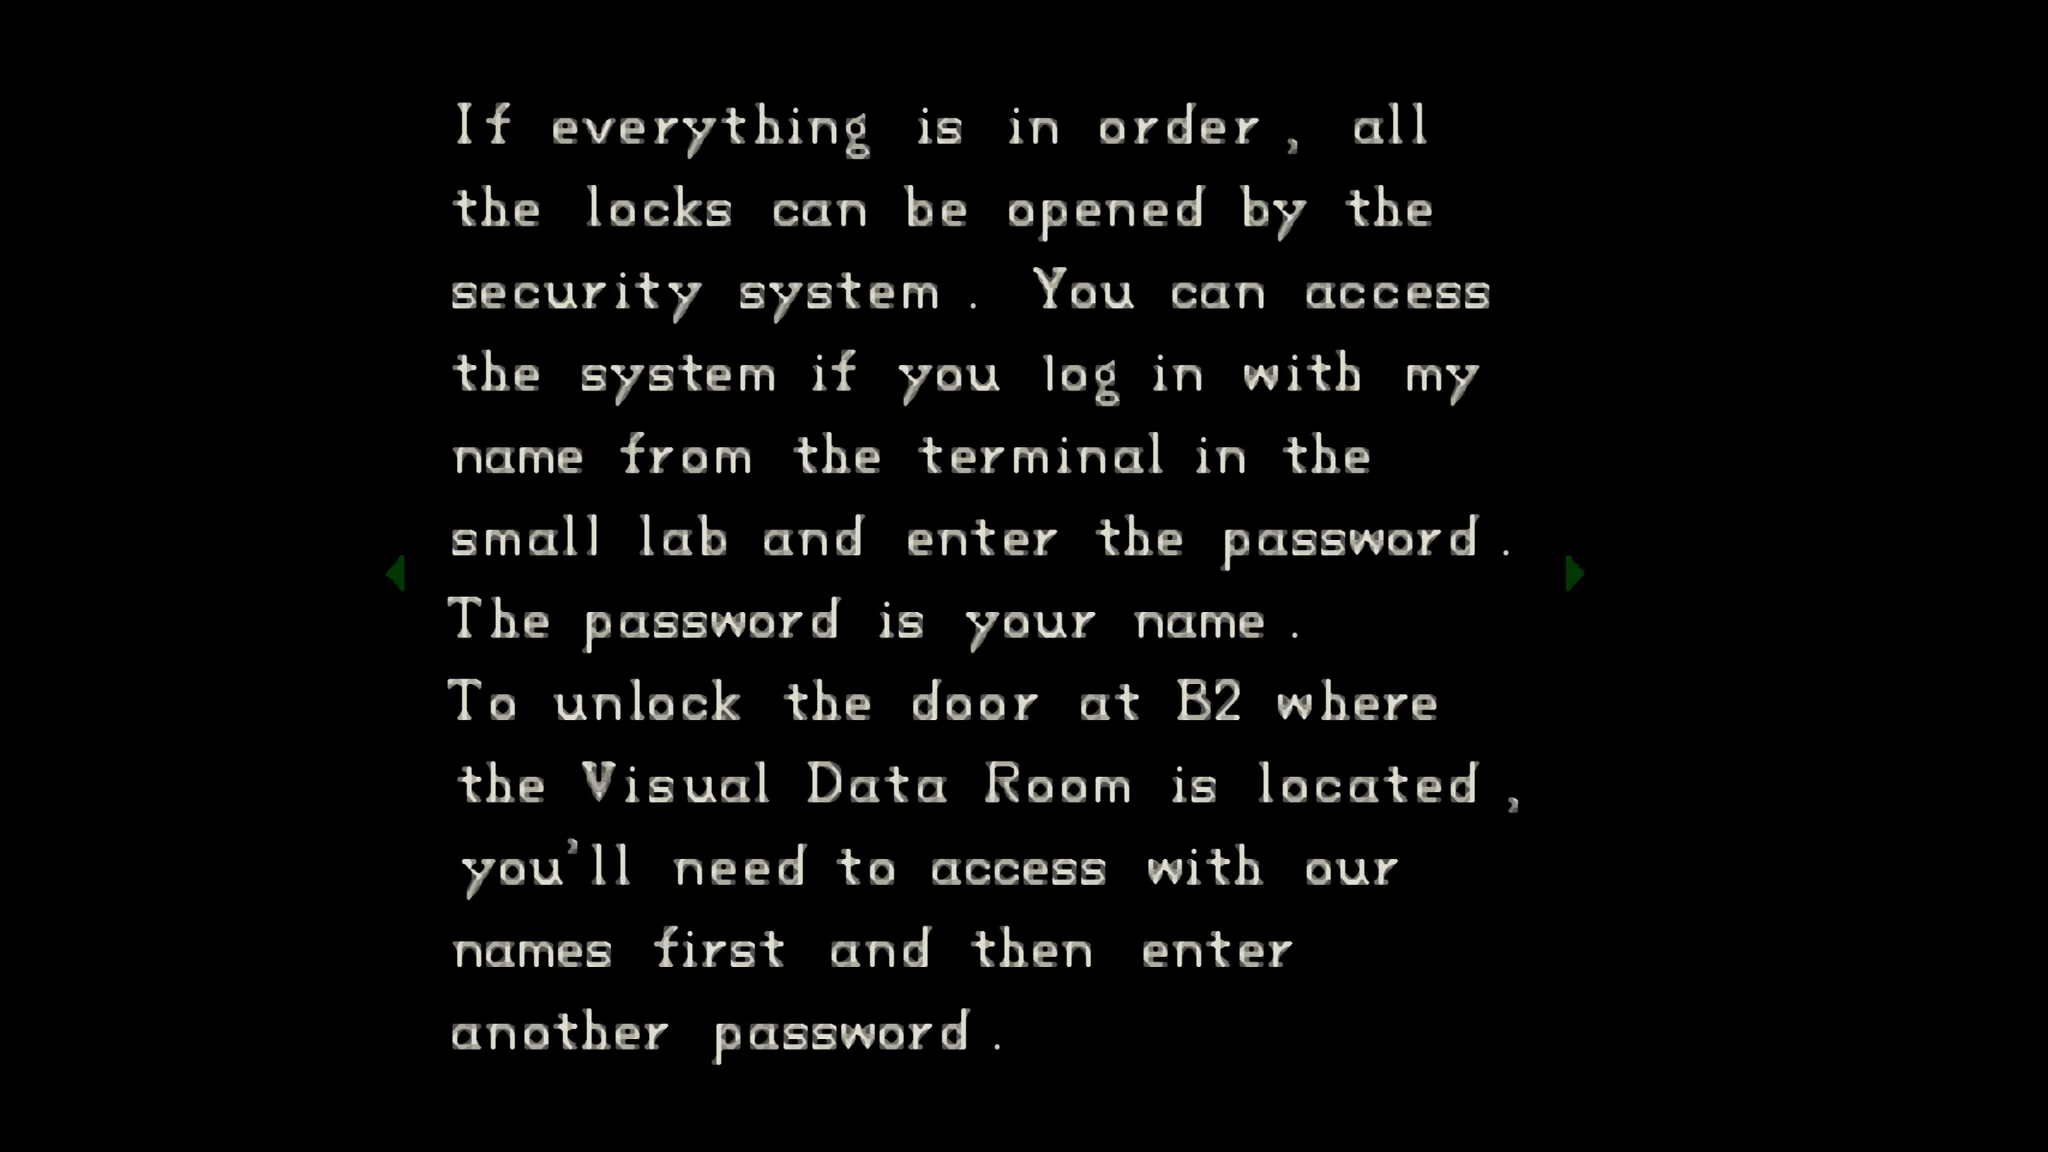 If everything is in order, all
the locks can be opened by the
security system. You can access
the system if you log in with my
name from the terminal in the
small lab and enter the password.
The password is your name.
To unlock the door at B2 where
the Visual Data Room is located,
you'll need to access with our
names first and then enter
another password.